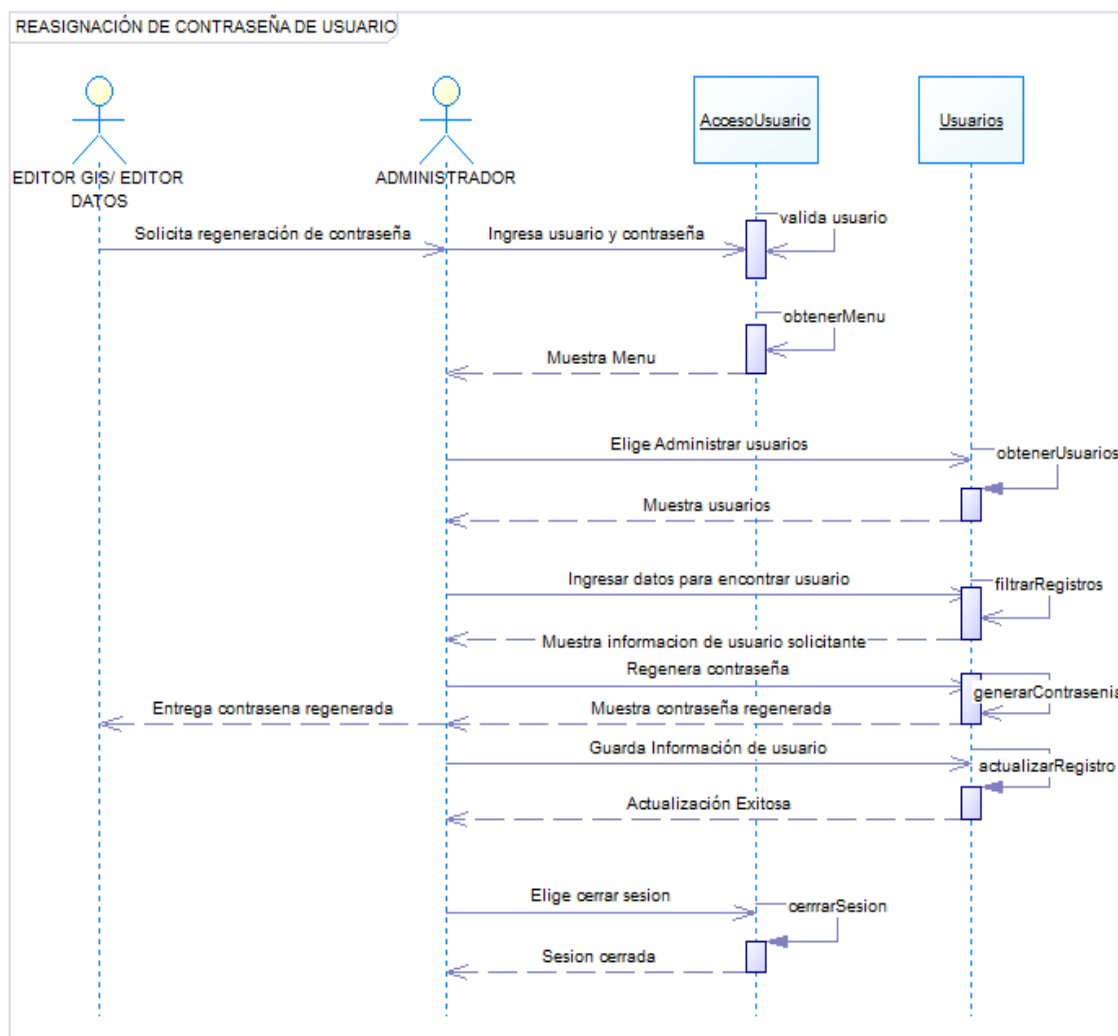 REASIGNACIÓN DE CONTRASEÑA DE USUARIO
EDITOR GIS/ EDITOR
DATOS
ADMINISTRADOR
AccesoUsuario
Usuarios
valida usuario
Solicita regeneración de contraseña
Ingresa usuario y contraseña
obtenerMenu
Muestra Menu
Elige Administrar usuarios
obtenerUsuarios
Muestra usuarios
Ingresar datos para encontrar usuario
filtrarRegistros
Muestra informacion de usuario solicitante
Regenera contraseña
generarContrasenia
Entrega contrasena regenerada
Muestra contraseña regenerada
Guarda Información de usuario
actualizarRegistro
Actualización Exitosa
Elige cerrar sesion
cerrrarSesion
Sesion cerrada